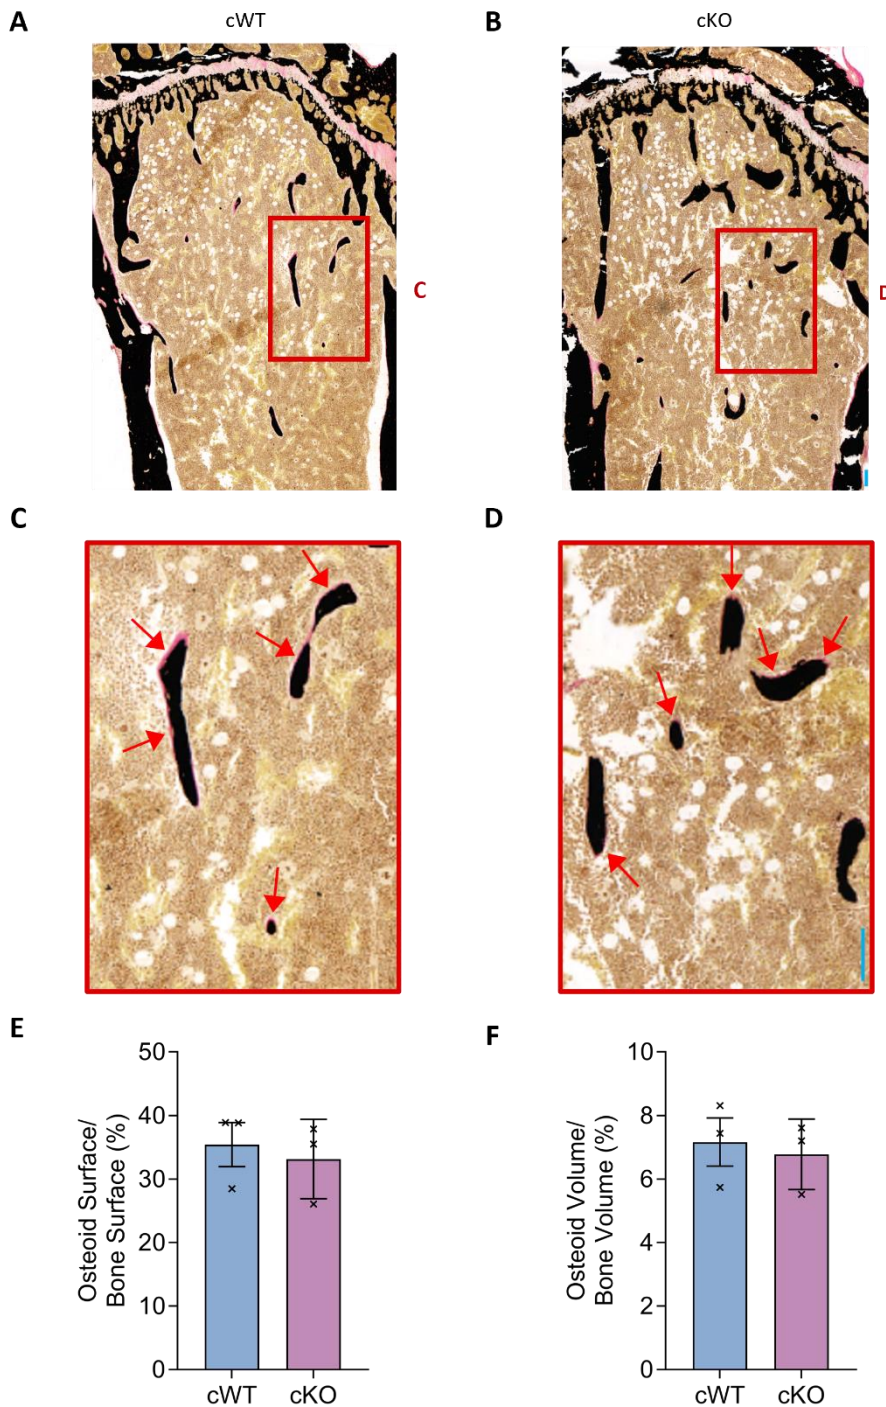 A
cWT
B
cKO
C
D
C
D
E
Osteoid Surface/
Bone Surface (%)
50
40
30
20
10
0
cWT
cKO
F
Osteoid Volume/
Bone Volume (%)
10
8
6
4
2
0
cWT
cKO